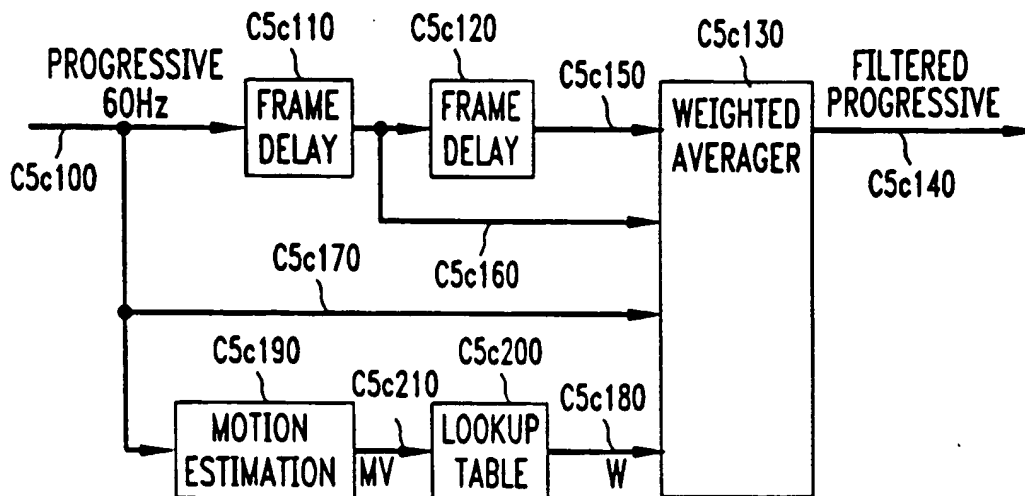 C5c110
C5c120
C5c130
PROGRESSIVE
60Hz
FRAME
DELAY
FRAME
DELAY
C5c150
WEIGHTED
AVERAGER
FILTERED
PROGRESSIVE
C5c100
C5c140
C5c160
C5c170
C5c190
C5c210
C5c200
C5c180
MOTION
ESTIMATION
MV
LOOKUP
TABLE
W